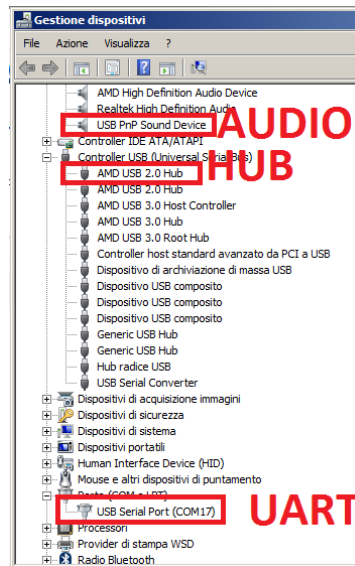 Gestione dispositivi
File Azione Visualizza ?
AMD High Definition Audio Device
Realtek High Definition Audio
USB PnP Sound Device
AUDIO
Controller IDE ATA/ATAPI
Controller USB (Universal Serial Bus)
HUB
AMD USB 2.0 Hub
AMD USB 2.0 Hub
AMD USB 3.0 Host Controller
AMD USB 3.0 Hub
AMD USB 3.0 Root Hub
Controller host standard avanzato da PCI a USB
Dispositivo di archiviazione di massa USB
Dispositivo USB composito
Dispositivo USB composito
Dispositivo USB composito
Generic USB Hub
Generic USB Hub
Hub radice USB
USB Serial Converter
Dispositivi di acquisizione immagini
Dispositivi di sicurezza
Dispositivi di sistema
Dispositivi portatili
Human Interface Device (HID)
Mouse e altri dispositivi di puntamento
Porte (COM e LPT)
USB Serial Port (COM17)
UART
Processori
Provider di stampa WSD
Radio Bluetooth